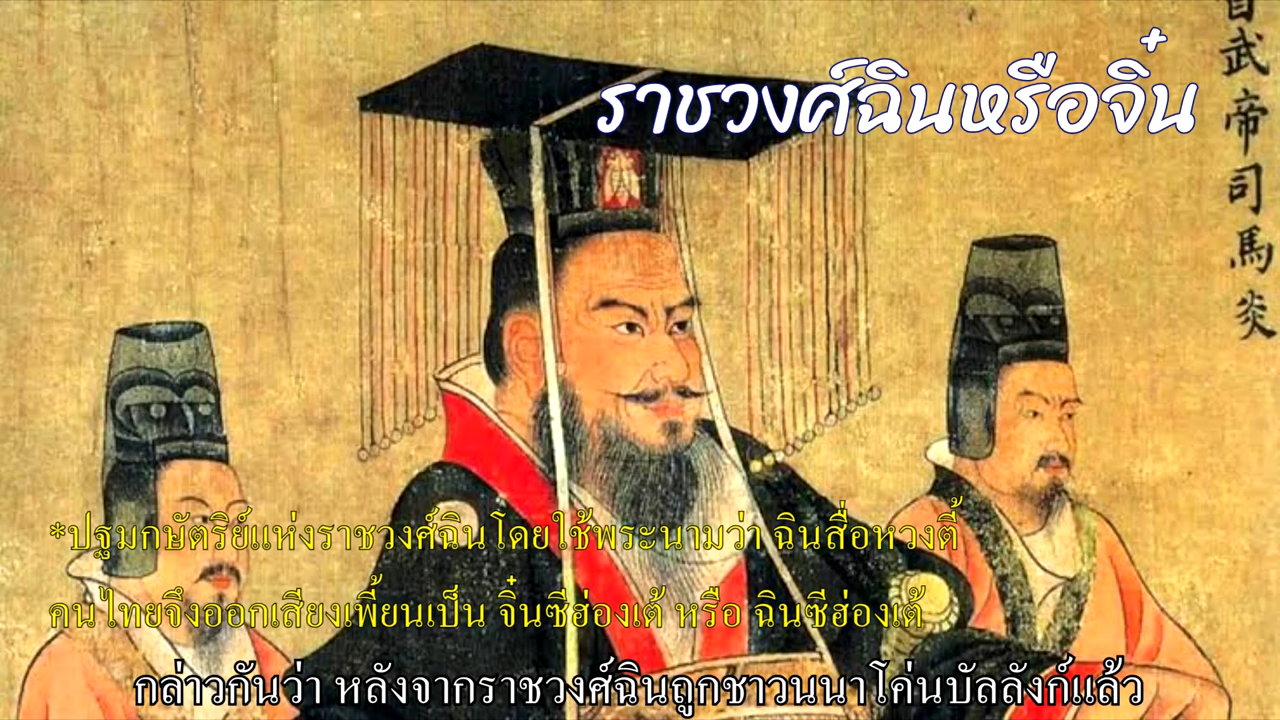 ราชวงศ์ฉินหรือจิ๋น
武帝司馬炎
*ปฐมกษัตริย์แห่งราชวงศ์ฉินโดยใช้พระนามว่า ฉินสื่อหวงตี้
คนไทยจึงออกเสียงเพี้ยนเป็น จิ๋นซีฮ่องเต้ หรือ ฉินซีฮ่องเต้
กล่าวกันว่า หลังจากราชวงศ์ฉินถูกชาวนนาโค่นบัลลังก์แล้ว